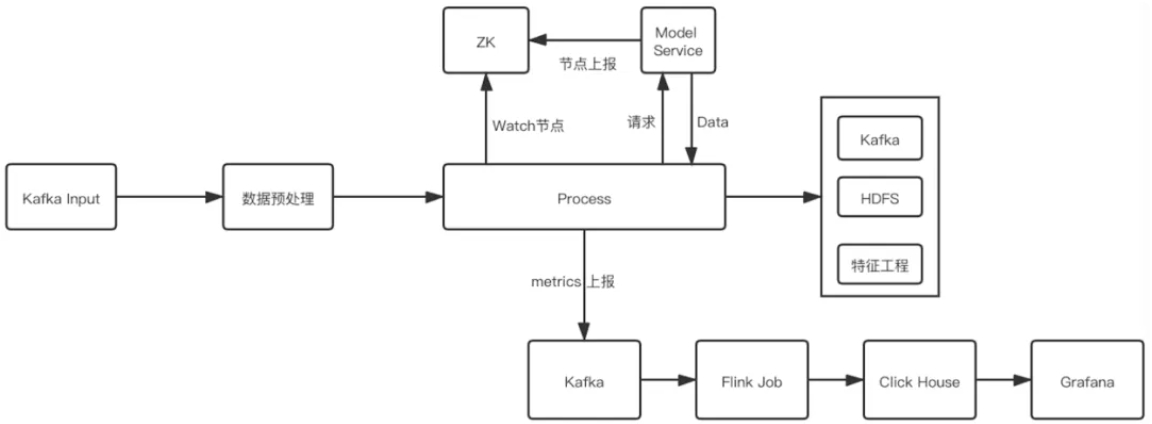 ZK
Model
Service
节点上报
Watch节点
请求
Data
Kafka Input
数据预处理
Process
Kafka
HDFS
特征工程
metrics 上报
Kafka
Flink Job
Click House
Grafana